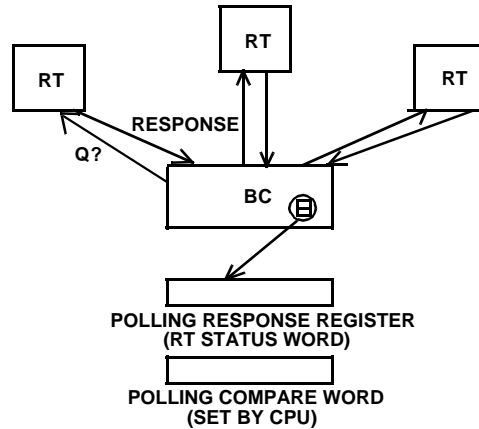 RT
RT
RT
RESPONSE
Q?
BC
POLLING RESPONSE REGISTER
(RT STATUS WORD)
POLLING COMPARE WORD
(SET BY CPU)